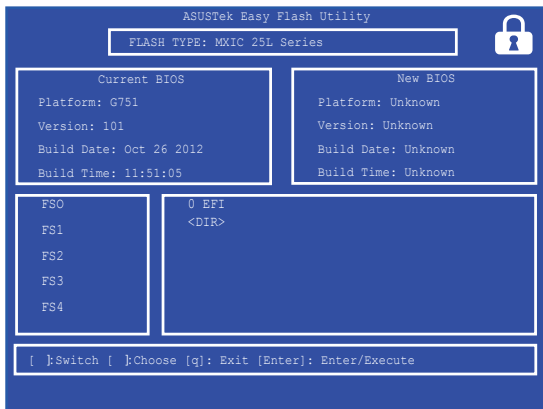 ASUSTek Easy Flash Utility
FLASH TYPE: MXIC 25L Series
Current BIOS
Platform: G751
Version: 101
Build Date: Oct 26 2012
Build Time: 11:51:05
New BIOS
Platform: Unknown
Version: Unknown
Build Date: Unknown
Build Time: Unknown
FSO
FS1
FS2
FS3
FS4
0 EFI
<DIR>
[ ]:Switch [ ]:Choose [q]: Exit [Enter]: Enter/Execute